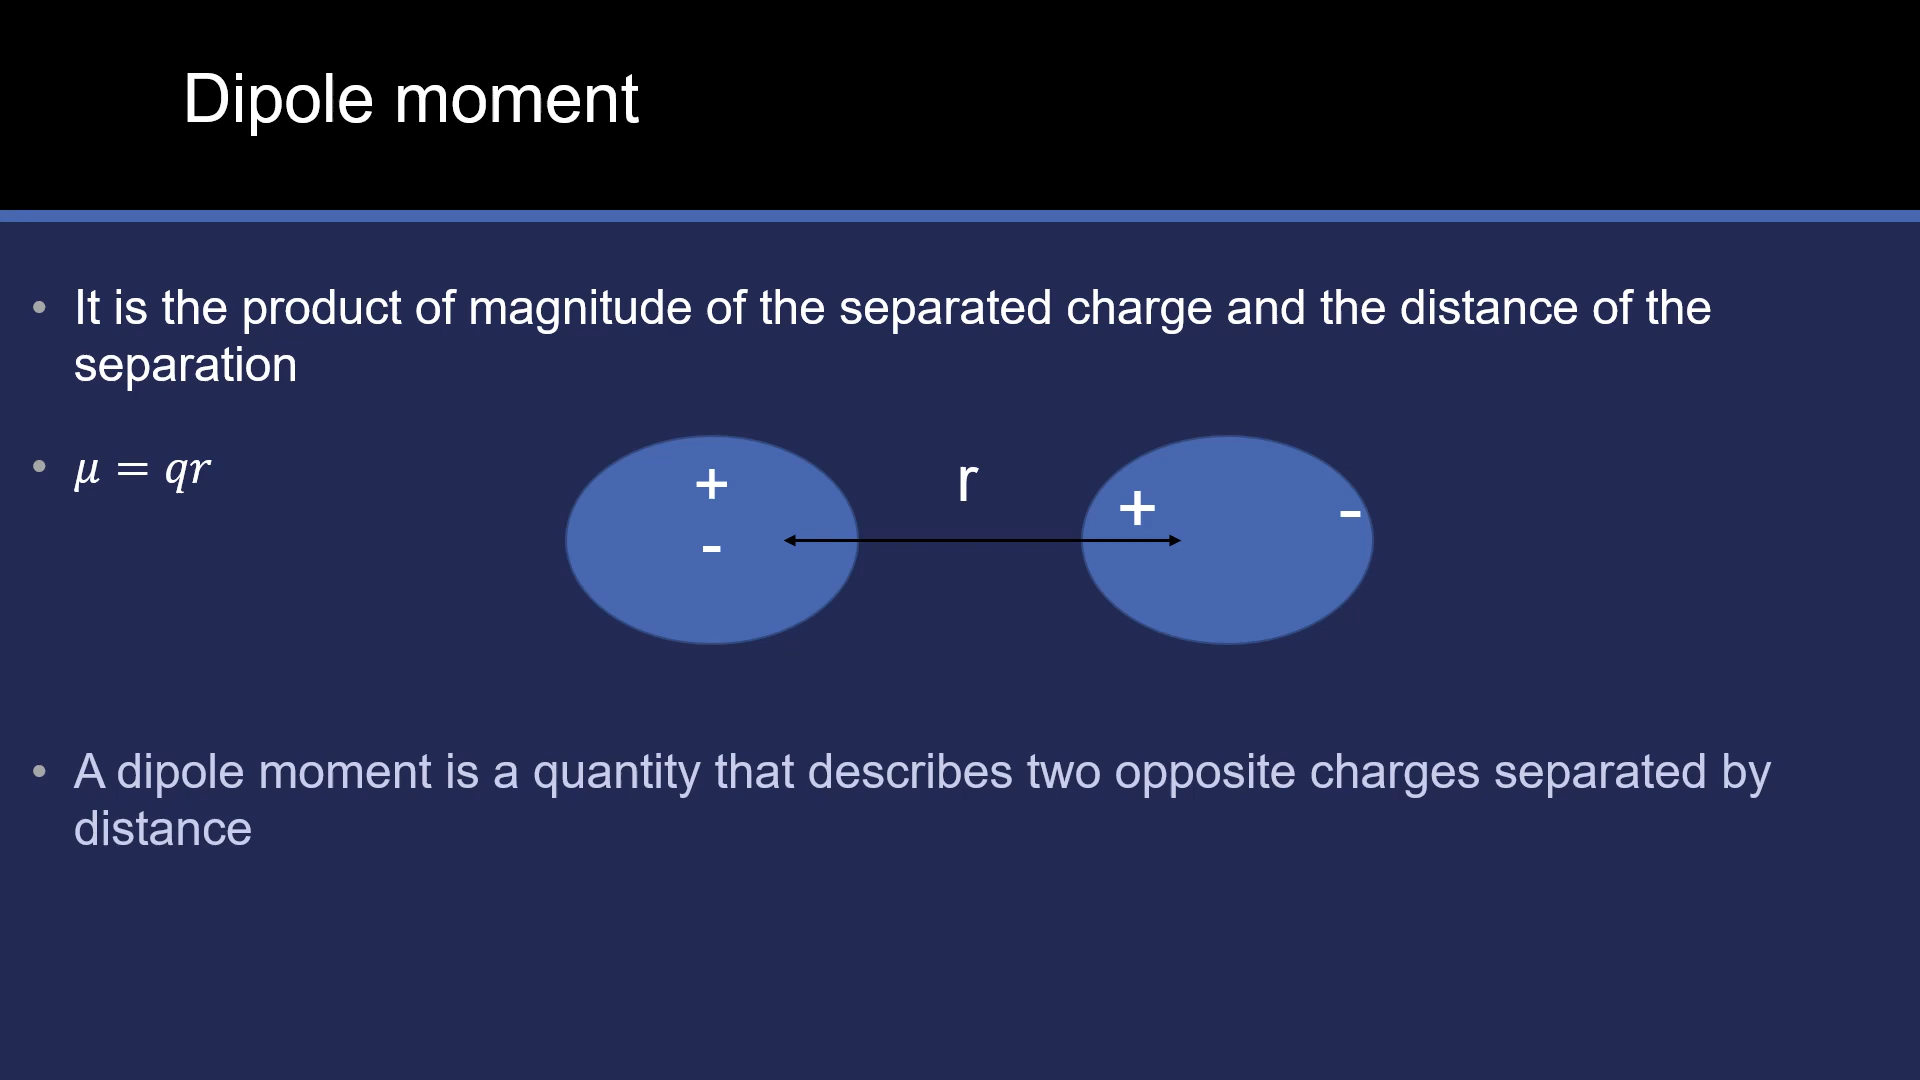 Dipole moment
• It is the product of magnitude of the separated charge and the distance of the
separation
• μ = qr
+
-
r
+
-
• A dipole moment is a quantity that describes two opposite charges separated by
distance